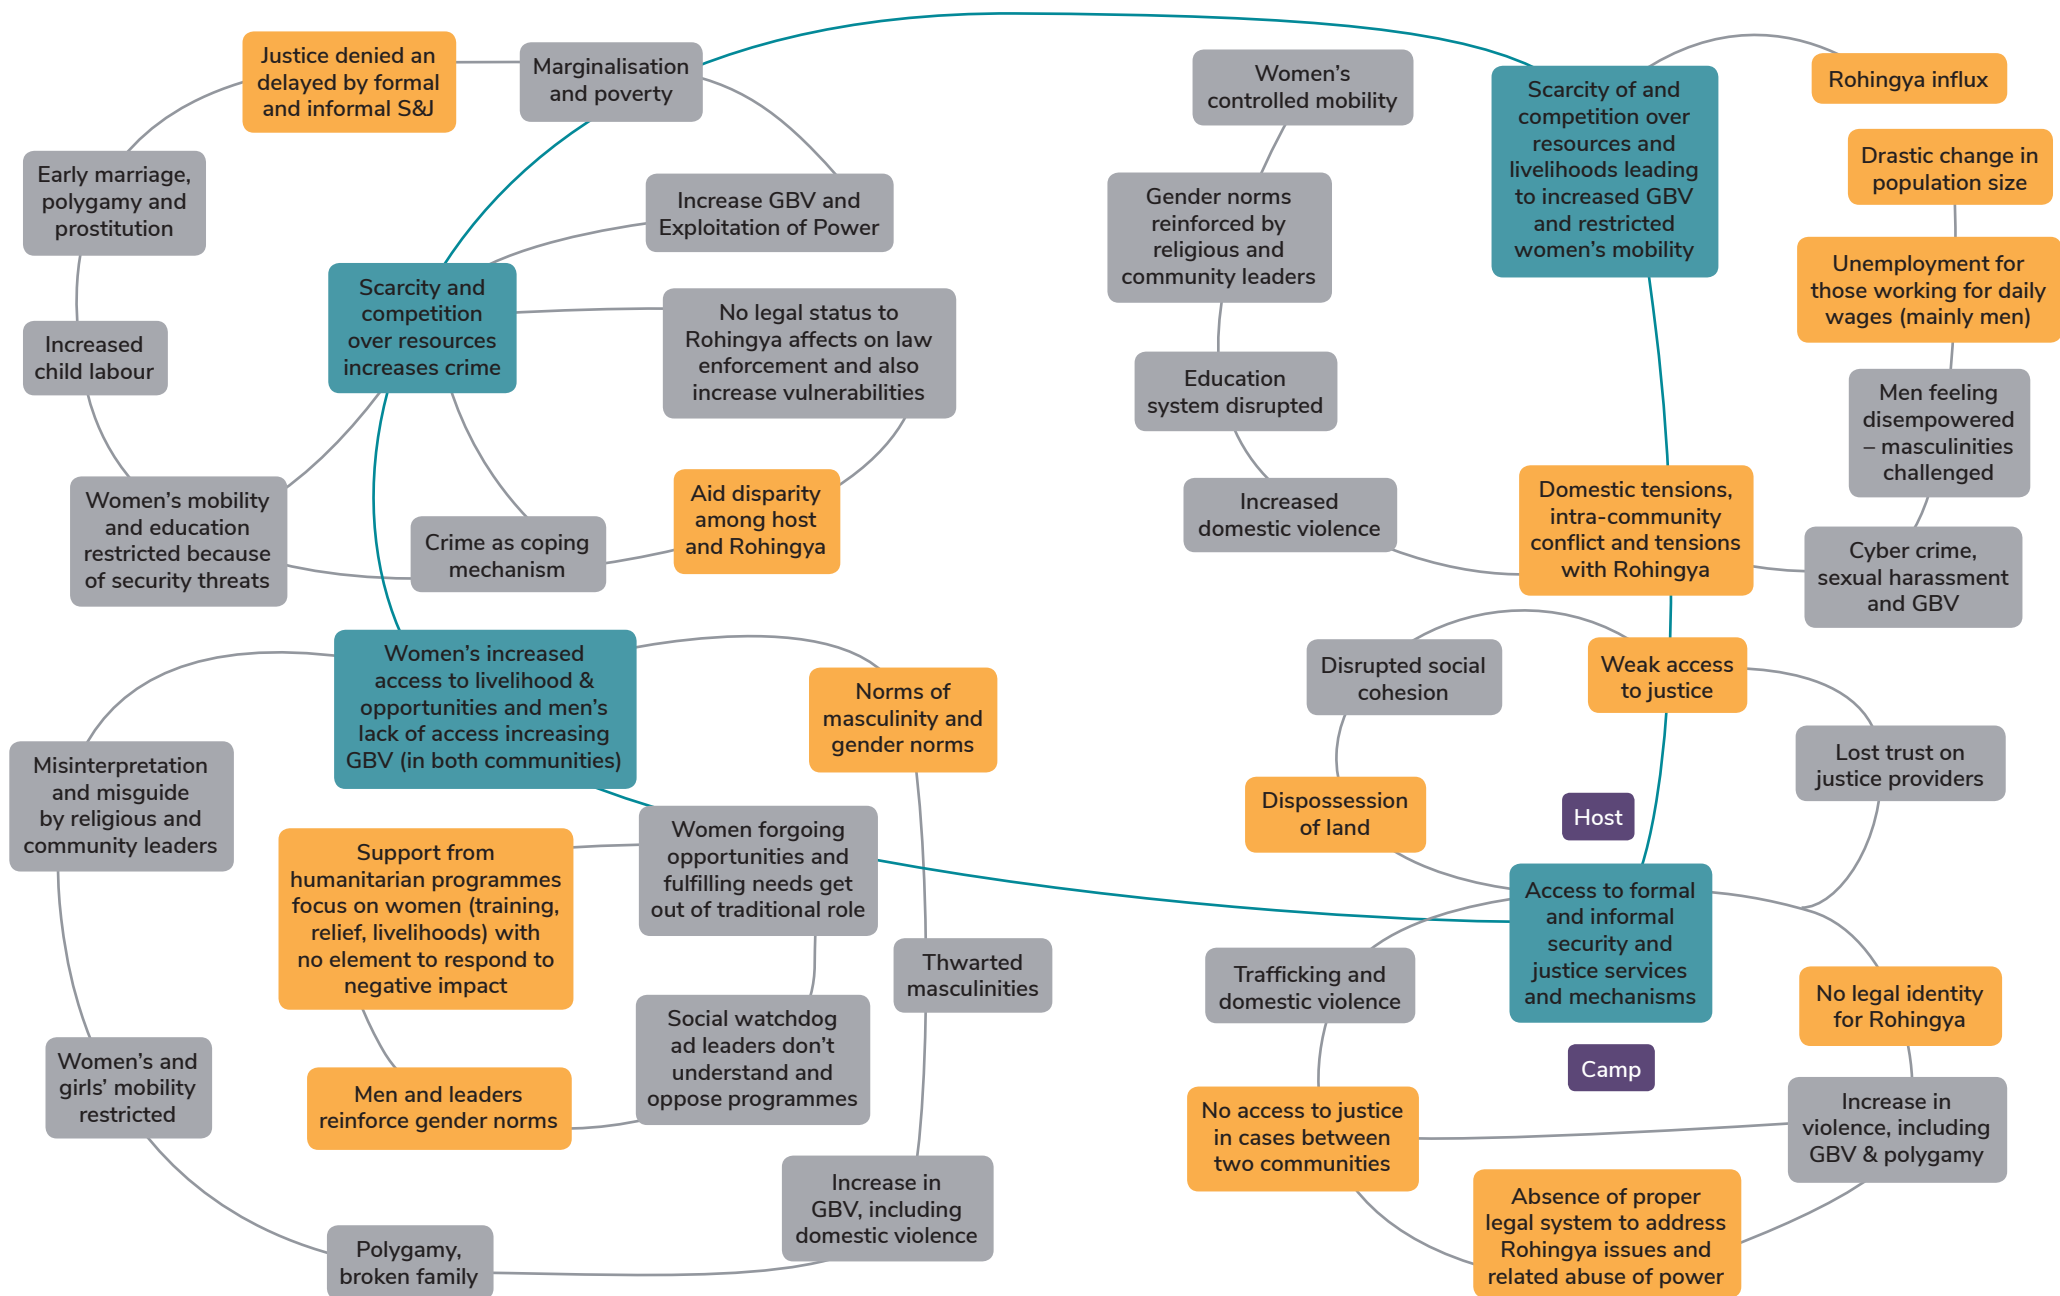 Justice denied an
delayed by formal
and informal S&J
Marginalisation
and poverty
Early marriage,
polygamy and
prostitution
Increase GBV and
Exploitation of Power
Scarcity and
competition
over resources
increases crime
No legal status to
Rohingya affects on law
enforcement and also
increase vulnerabilities
Increased
child labour
Women's mobility
and education
restricted because
of security threats
Crime as coping
mechanism
Aid disparity
among host
and Rohingya
Women's
controlled mobility
Scarcity of and
competition over
resources and
livelihoods leading
to increased GBV
and restricted
women's mobility
Rohingya influx
Drastic change in
population size
Gender norms
reinforced by
religious and
community leaders
Unemployment for
those working for daily
wages (mainly men)
Education
system disrupted
Men feeling
disempowered
– masculinities
challenged
Increased
domestic violence
Domestic tensions,
intra-community
conflict and tensions
with Rohingya
Cyber crime,
sexual harassment
and GBV
Women's increased
access to livelihood &
opportunities and men's
lack of access increasing
GBV (in both communities)
Norms of
masculinity and
gender norms
Misinterpretation
and misguide
by religious and
community leaders
Support from
humanitarian programmes
focus on women (training,
relief, livelihoods) with
no element to respond to
negative impact
Women forgoing
opportunities and
fulfilling needs get
out of traditional role
Thwarted
masculinities
Social watchdog
ad leaders don't
understand and
oppose programmes
Women's and
girls' mobility
restricted
Men and leaders
reinforce gender norms
Increase in
GBV, including
domestic violence
Polygamy,
broken family
Disrupted social
cohesion
Weak access
to justice
Lost trust on
justice providers
Dispossession
of land
Host
Access to formal
and informal
security and
justice services
and mechanisms
Trafficking and
domestic violence
No legal identity
for Rohingya
Camp
No access to justice
in cases between
two communities
Increase in
violence, including
GBV & polygamy
Absence of proper
legal system to address
Rohingya issues and
related abuse of power